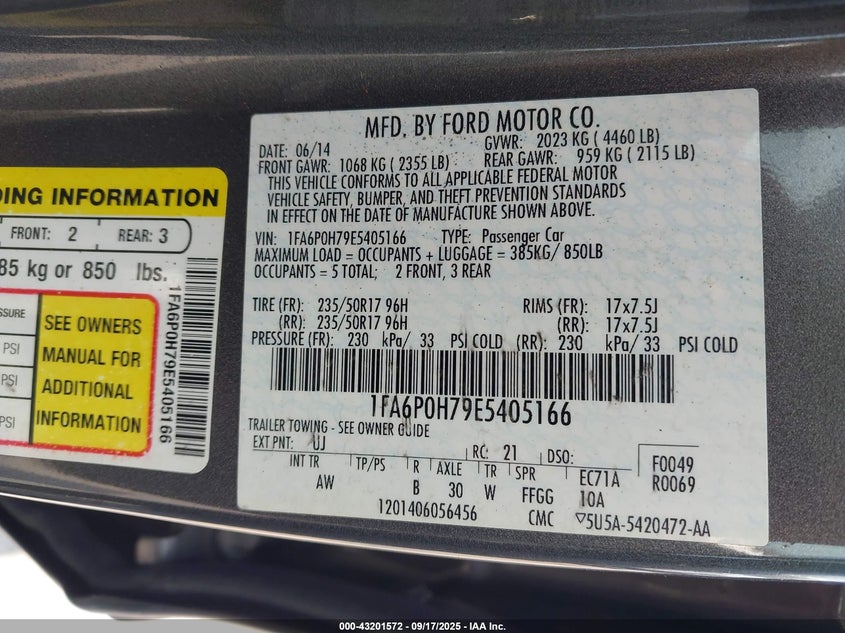 DING INFORMATION
FRONT: 2 REAR: 3
85 kg or 850 lbs.
SSURE
PSI
PSI
PSI
SEE OWNERS
MANUAL FOR
ADDITIONAL
INFORMATION
1FA6P0H79E5405166
MFD. BY FORD MOTOR CO.
DATE: 06/14 GVWR: 2023 KG ( 4460 LB)
FRONT GAWR: 1068 KG ( 2355 LB) REAR GAWR: 959 KG ( 2115 LB)
THIS VEHICLE CONFORMS TO ALL APPLICABLE FEDERAL MOTOR
VEHICLE SAFETY, BUMPER, AND THEFT PREVENTION STANDARDS
IN EFFECT ON THE DATE OF MANUFACTURE SHOWN ABOVE.
VIN: 1FA6P0H79E5405166 TYPE: Passenger Car
MAXIMUM LOAD = OCCUPANTS + LUGGAGE = 385KG/ 850LB
OCCUPANTS = 5 TOTAL; 2 FRONT, 3 REAR
TIRE (FR): 235/50R17 96H RIMS (FR): 17x7.5J
(RR): 235/50R17 96H (RR): 17x7.5J
PRESSURE (FR): 230 kPa/ 33 PSI COLD (RR): 230 kPa/ 33 PSI COLD
1FA6P0H79E5405166
TRAILER TOWING - SEE OWNER GUIDE
EXT PNT: UJ RC: 21 DSO: F0049
INT TR TP/PS R AXLE TR SPR EC71A R0069
AW B 30 W FFGG 10A
1201406056456 CMC ▽5U5A-5420472-AA
000-43201572 - 09/17/2025 - IAA Inc.